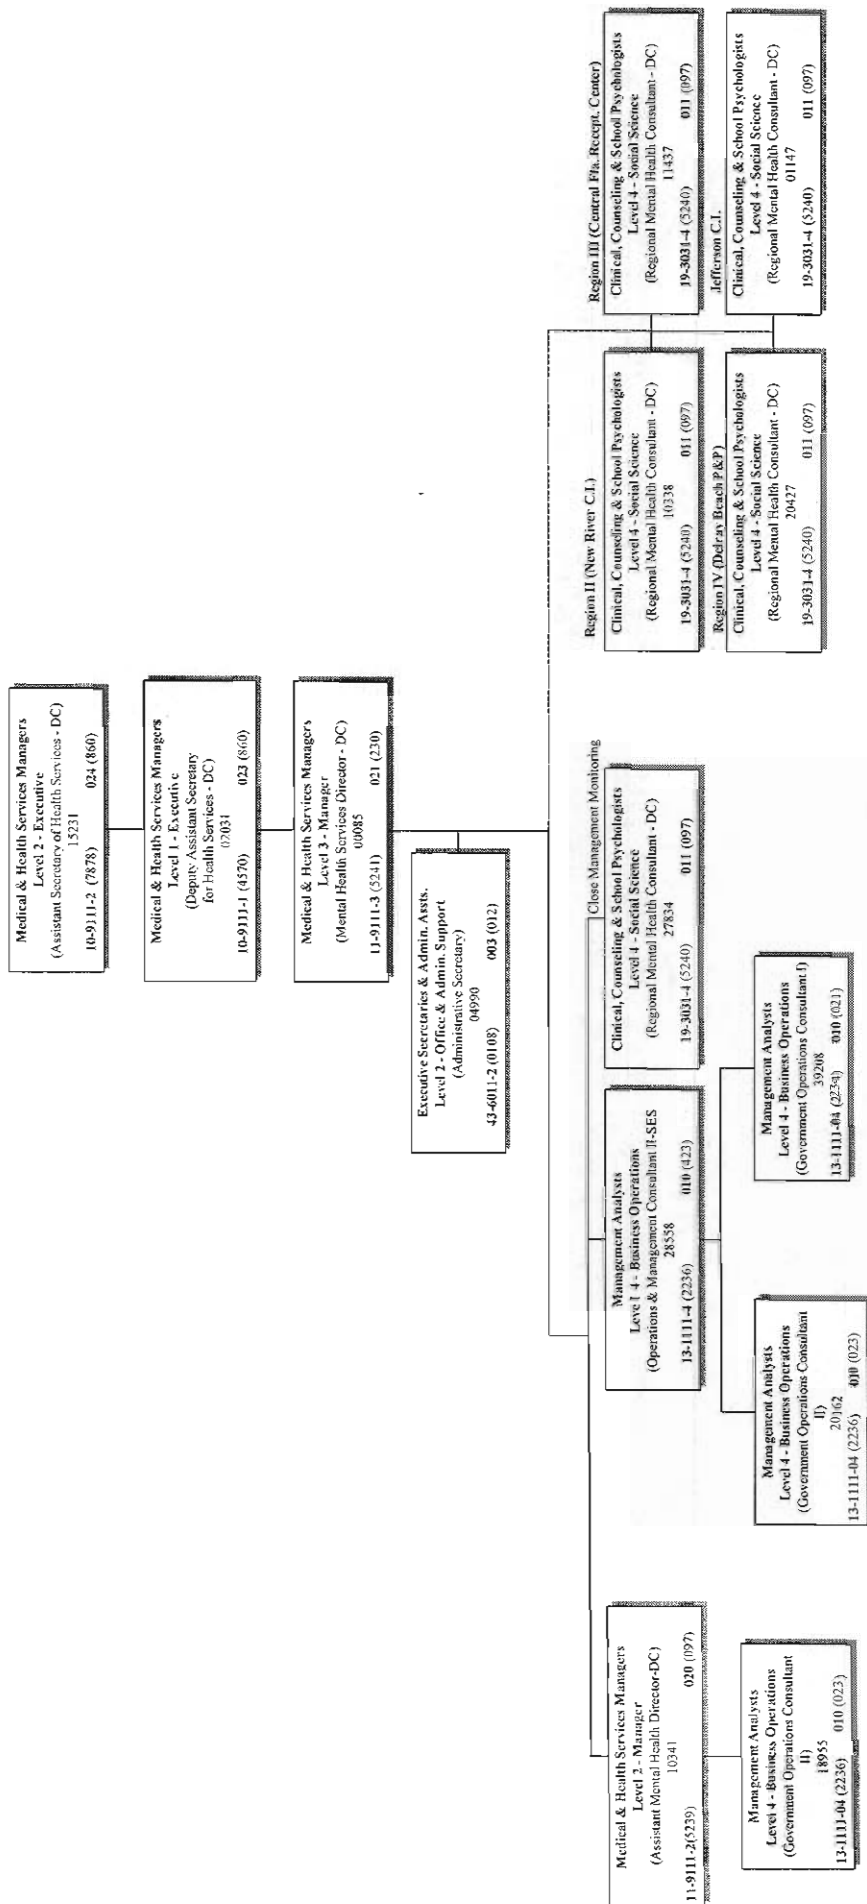 Medical & Health Services Managers
Level 2 - Executive
(Assistant Secretary of Health Services - DC)
15231
10-9111-2 (7878) 024 (860)
Medical & Health Services Managers
Level 1 - Executive
(Deputy Assistant Secretary
for Health Services - DC)
02031
10-9111-1 (4570) 023 (860)
Medical & Health Services Managers
Level 3 - Manager
(Mental Health Services Director - DC)
00085
11-9111-3 (5241) 021 (230)
Executive Secretaries & Admin. Assts.
Level 2 - Office & Admin. Support
(Administrative Secretary)
04990
43-6011-2 (0108) 003 (012)
Medical & Health Services Managers
Level 2 - Manager
(Assistant Mental Health Director-DC)
10341
11-9111-2(5239) 020 (097)
Management Analysts
Level 4 - Business Operations
(Government Operations Consultant
II)
18955
13-1111-04 (2236) 010 (023)
Management Analysts
Level 4 - Business Operations
(Operations & Management Consultant II-SES
28558
13-1111-4 (2236) 010 (423)
Management Analysts
Level 4 - Business Operations
(Government Operations Consultant
II)
20162
13-1111-04 (2236) 010 (023)
Management Analysts
Level 4 - Business Operations
(Government Operations Consultant I)
39208
13-1111-04 (2234) 010 (021)
Close Management Monitoring
Clinical, Counseling & School Psychologists
Level 4 - Social Science
(Regional Mental Health Consultant - DC)
27834
19-3031-4 (5240) 011 (097)
Region II (New River C.I.)
Clinical, Counseling & School Psychologists
Level 4 - Social Science
(Regional Mental Health Consultant - DC)
10338
19-3031-4 (5240) 011 (097)
Region III (Central Fla. Recept. Center)
Clinical, Counseling & School Psychologists
Level 4 - Social Science
(Regional Mental Health Consultant - DC)
11437
19-3031-4 (5240) 011 (097)
Region IV (Delray Beach P&P)
Clinical, Counseling & School Psychologists
Level 4 - Social Science
(Regional Mental Health Consultant - DC)
20427
19-3031-4 (5240) 011 (097)
Jefferson C.I.
Clinical, Counseling & School Psychologists
Level 4 - Social Science
(Regional Mental Health Consultant - DC)
01147
19-3031-4 (5240) 011 (097)